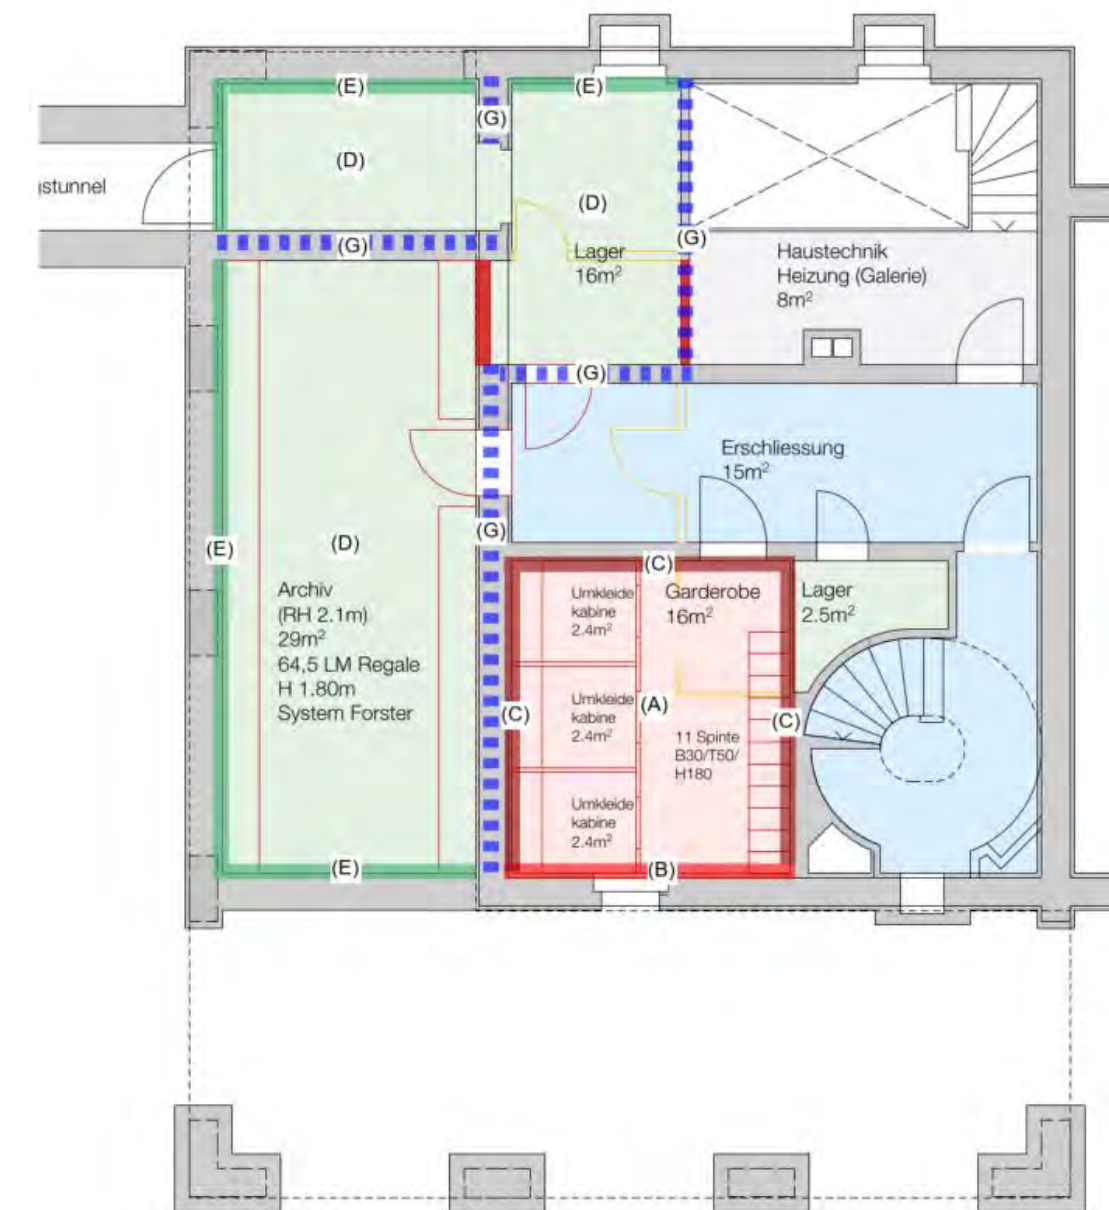 (E)
(E)
(G)
(D)
(D)
(G)
(G)
Lager
16m²
Haustechnik
Heizung (Galerie)
8m²
(G)
Erschliessung
15m²
(G)
(E)
(D)
Archiv
(RH 2.1m)
29m²
64,5 LM Regale
H 1.80m
System Forster
(C)
Umkleide
kabine
2.4m²
Garderobe
16m²
Lager
2.5m²
Umkleide
kabine
2.4m²
(A)
(C)
(C)
11 Spinte
B30/T50/
H180
Umkleide
kabine
2.4m²
(E)
(B)